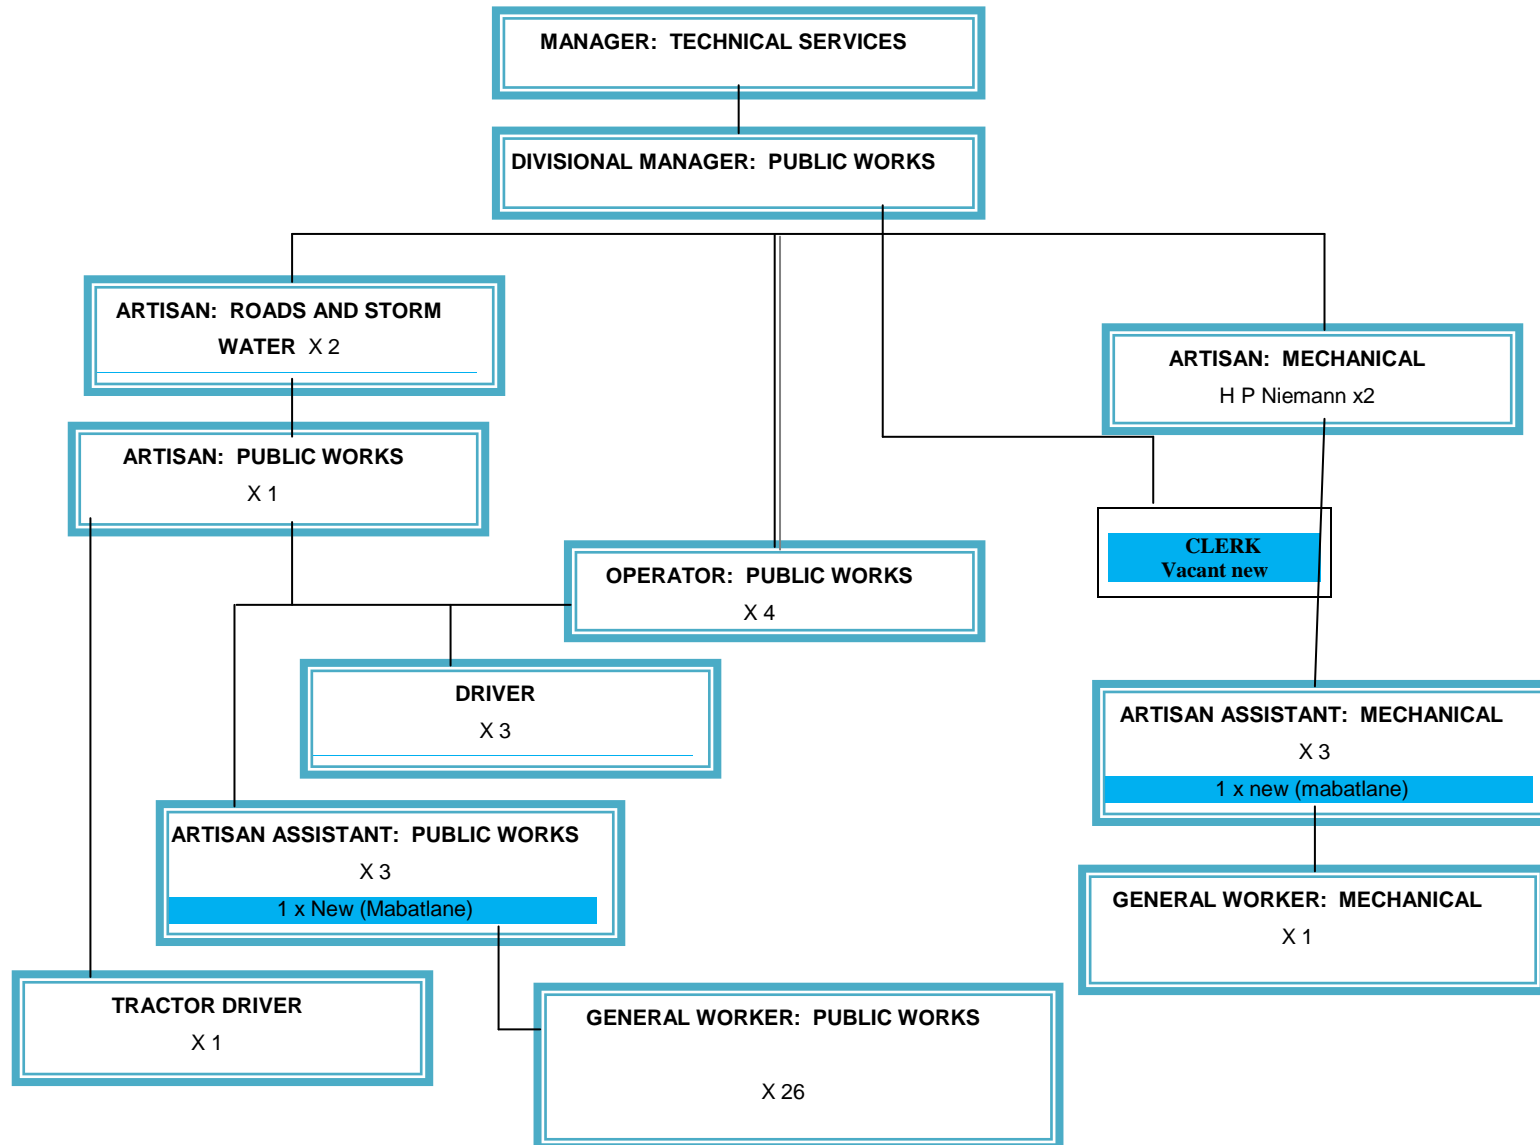 MANAGER: TECHNICAL SERVICES
DIVISIONAL MANAGER: PUBLIC WORKS
ARTISAN: ROADS AND STORM
WATER X 2
ARTISAN: MECHANICAL
H P Niemann x2
ARTISAN: PUBLIC WORKS
X 1
CLERK
Vacant new
OPERATOR: PUBLIC WORKS
X 4
DRIVER
X 3
ARTISAN ASSISTANT: MECHANICAL
X 3
1 x new (mabatlane)
ARTISAN ASSISTANT: PUBLIC WORKS
X 3
1 x New (Mabatlane)
GENERAL WORKER: MECHANICAL
X 1
TRACTOR DRIVER
X 1
GENERAL WORKER: PUBLIC WORKS
X 26